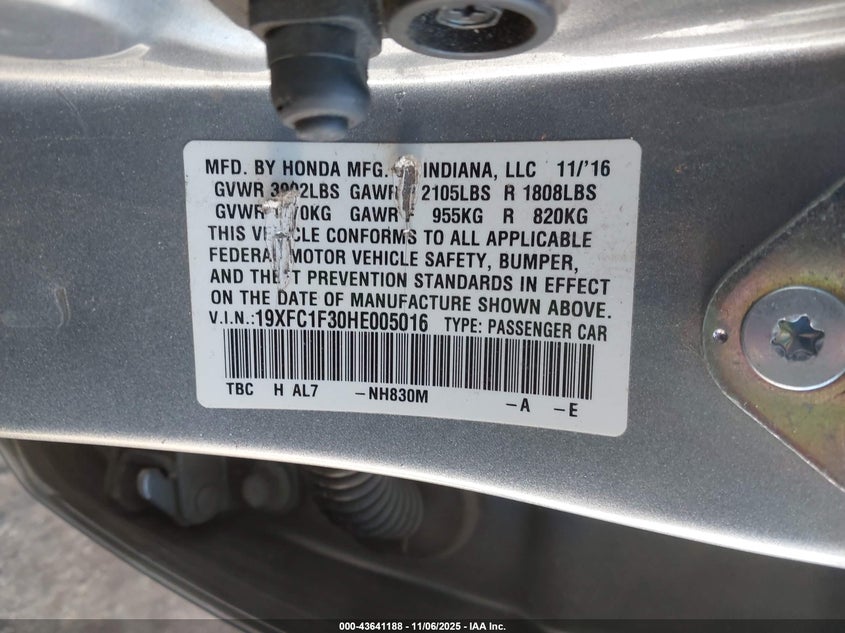 MFD. BY HONDA MFG. INDIANA, LLC 11/'16
GVWR LBS GAWR 2105LBS R 1808LBS
GVWR GAWR F 955KG R 820KG
THIS VEHICLE CONFORMS TO ALL APPLICABLE
FEDERAL MOTOR VEHICLE SAFETY, BUMPER,
AND THEFT PREVENTION STANDARDS IN EFFECT
ON THE DATE OF MANUFACTURE SHOWN ABOVE.
V.I.N.:19XFC1F30HE005016 TYPE: PASSENGER CAR
TBC H AL7 –NH830M –A –E
000-43641188 - 11/06/2025 - IAA Inc.